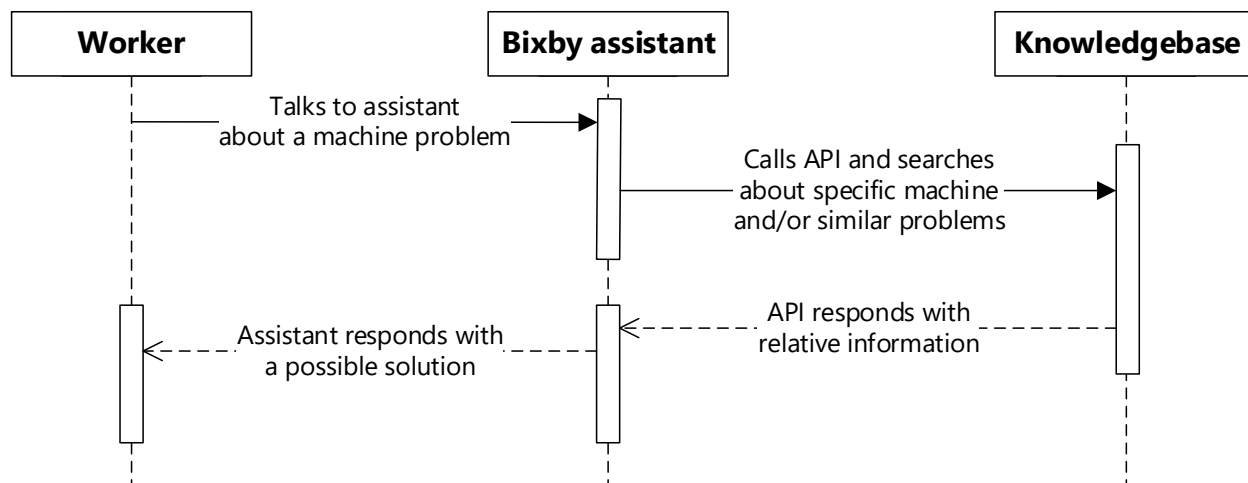 Worker
Bixby assistant
Knowledgebase
Talks to assistant
about a machine problem
Calls API and searches
about specific machine
and/or similar problems
API responds with
relative information
Assistant responds with
a possible solution